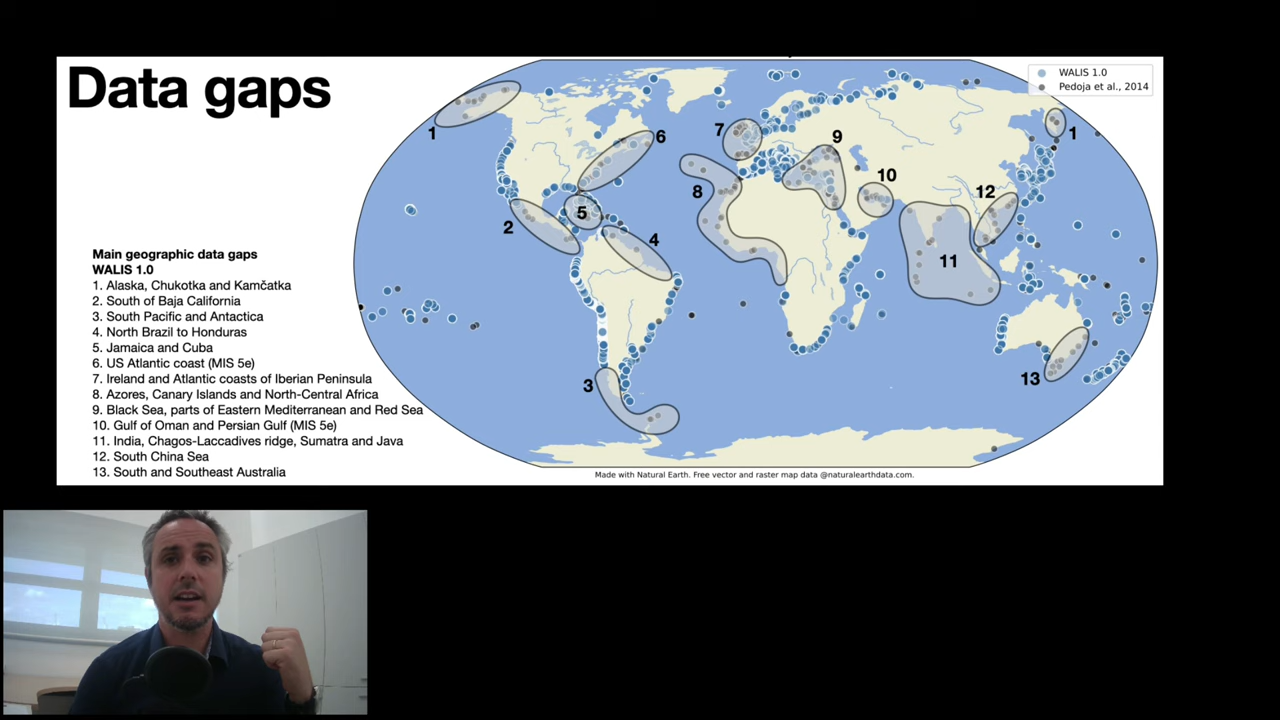 Data gaps
WALIS 1.0
Pedoja et al., 2014
1
6
7
9
1
10
12
8
5
2
4
11
3
13
Main geographic data gaps
WALIS 1.0
1. Alaska, Chukotka and Kamčatka
2. South of Baja California
3. South Pacific and Antactica
4. North Brazil to Honduras
5. Jamaica and Cuba
6. US Atlantic coast (MIS 5e)
7. Ireland and Atlantic coasts of Iberian Peninsula
8. Azores, Canary Islands and North-Central Africa
9. Black Sea, parts of Eastern Mediterranean and Red Sea
10. Gulf of Oman and Persian Gulf (MIS 5e)
11. India, Chagos-Laccadives ridge, Sumatra and Java
12. South China Sea
13. South and Southeast Australia
Made with Natural Earth. Free vector and raster map data @naturalearthdata.com.